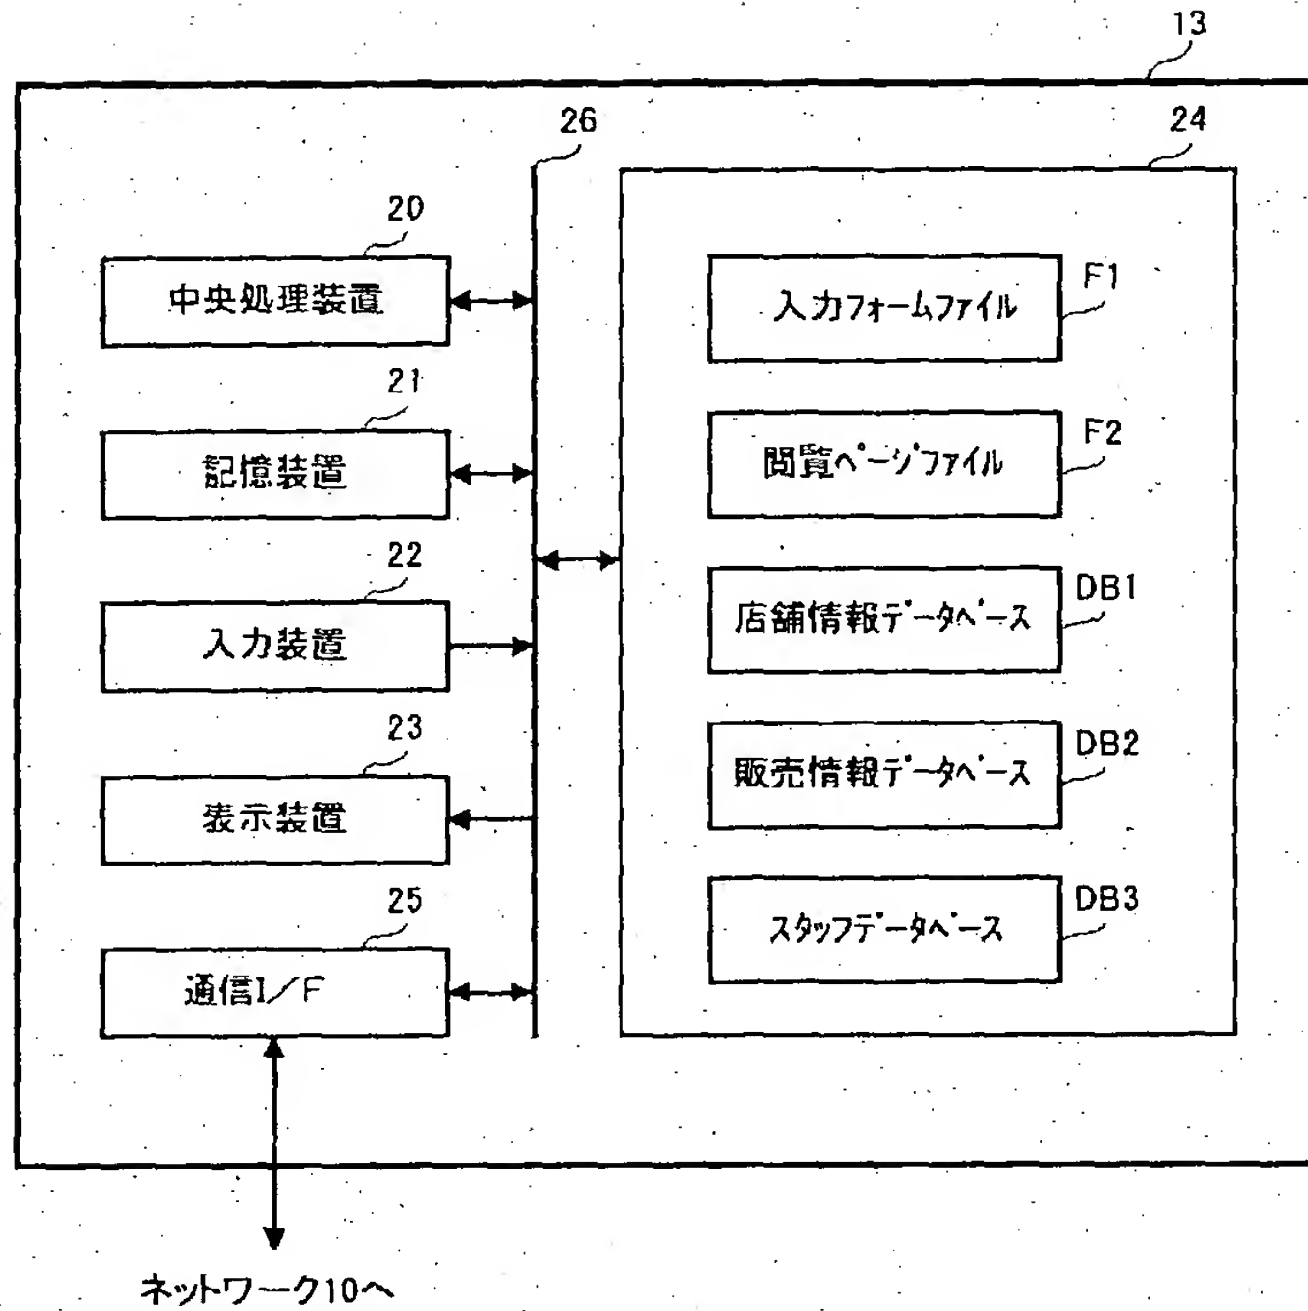 13
26
24
20
中央処理装置
入力フォームファイル
F1
21
記憶装置
閲覧ページファイル
F2
22
入力装置
店舗情報データベース
DB1
23
表示装置
販売情報データベース
DB2
25
通信I／F
スタッフデータベース
DB3
ネットワーク10へ